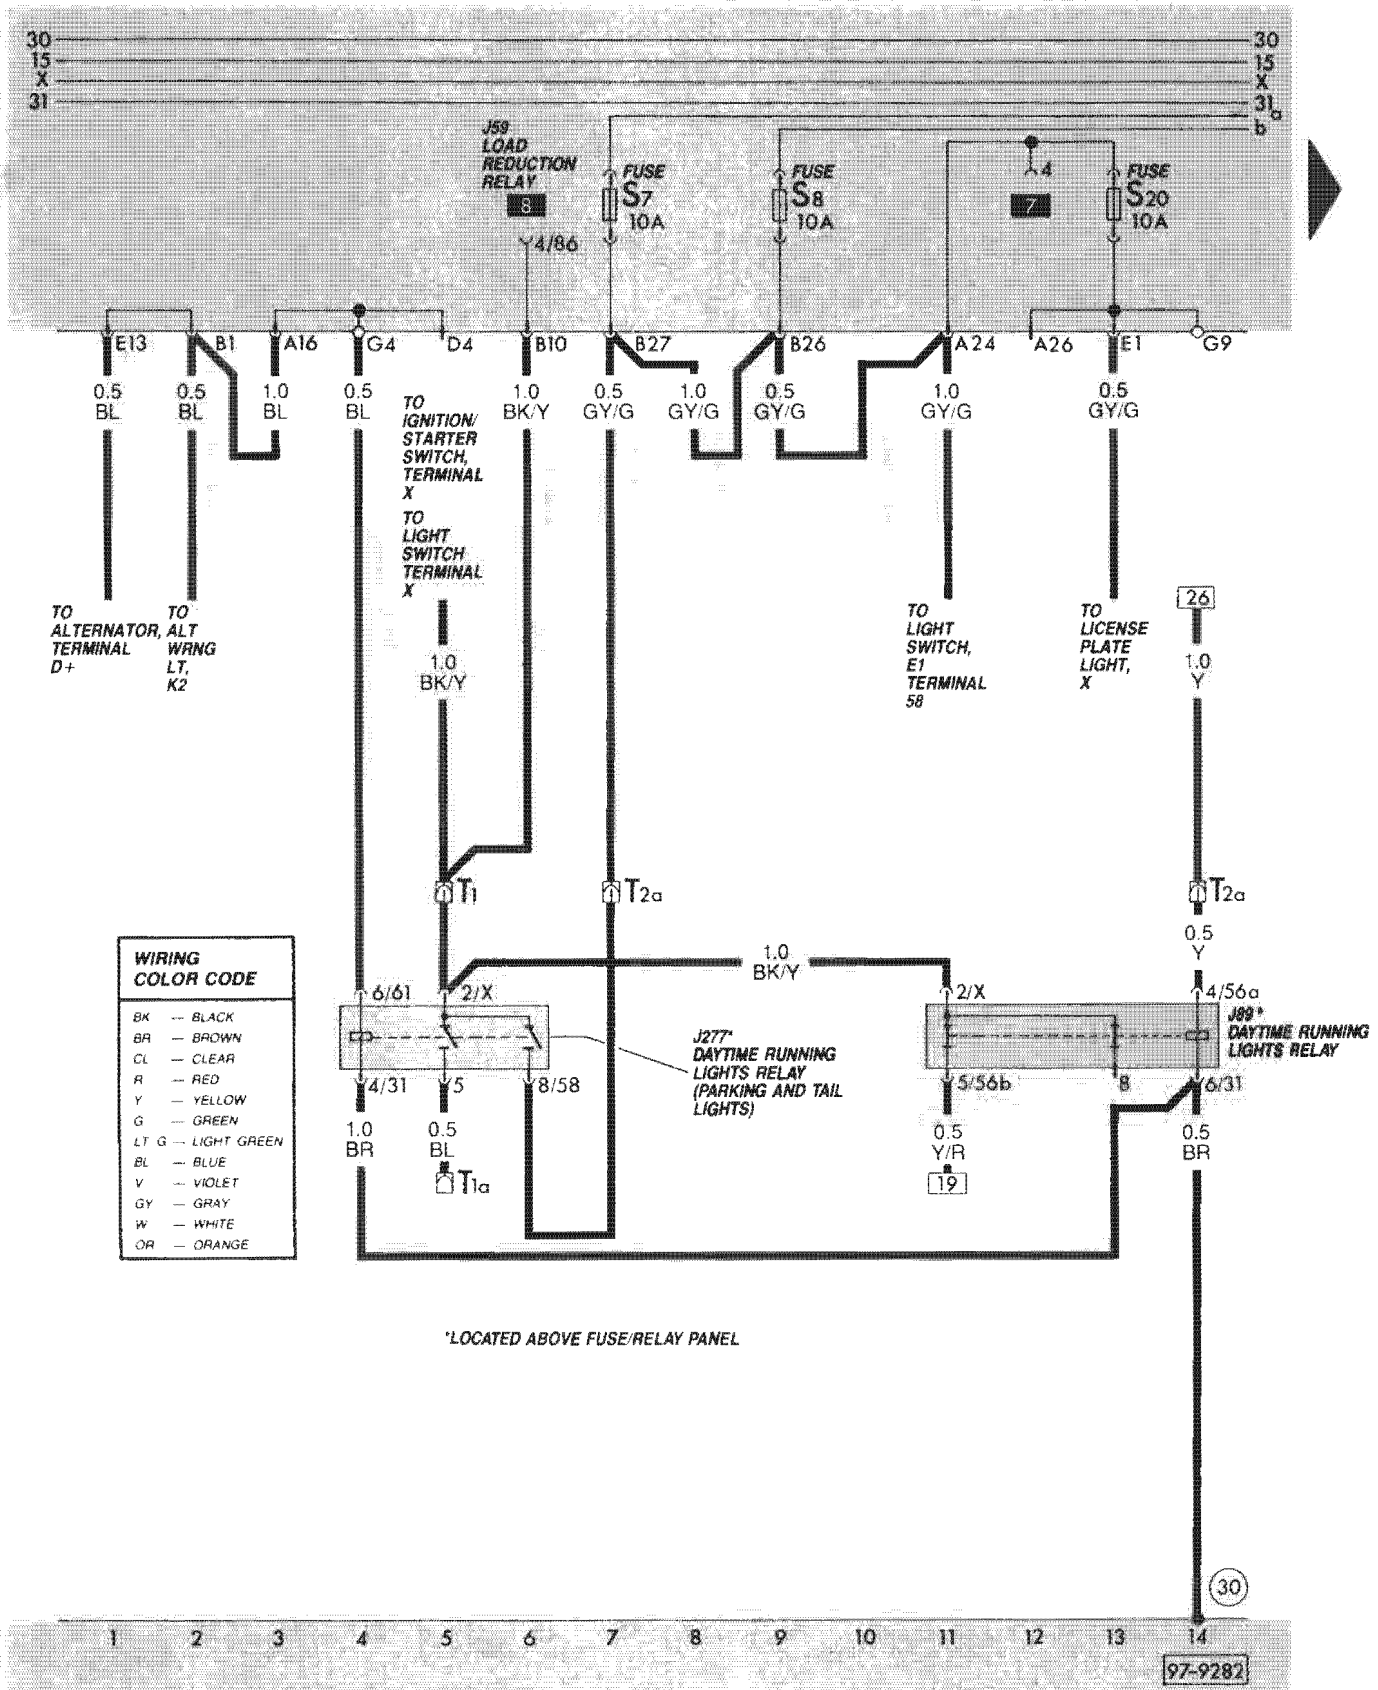 30 30
15 15
X X
31 31
a
b
J59
LOAD
REDUCTION
RELAY
8
4/86
FUSE
S7
10A
FUSE
S8
10A
4
7
FUSE
S20
10A
E13 B1 A16 G4 D4 B10 B27 B26 A24 A26 E1 G9
0.5 0.5 1.0 0.5 1.0 0.5 1.0 0.5 1.0 0.5
BL BL BL BL BK/Y GY/G GY/G GY/G GY/G GY/G
TO
IGNITION/
STARTER
SWITCH,
TERMINAL
X
TO
LIGHT
SWITCH
TERMINAL
X
TO
ALTERNATOR,
TERMINAL
D+
TO
ALT
WRNG
LT,
K2
1.0
BK/Y
TO
LIGHT
SWITCH,
E1
TERMINAL
58
TO
LICENSE
PLATE
LIGHT,
X
26
1.0
Y
T1 T2a T2a
0.5
Y
1.0
BK/Y
WIRING
COLOR CODE
BK — BLACK
BR — BROWN
CL — CLEAR
R — RED
Y — YELLOW
G — GREEN
LT G — LIGHT GREEN
BL — BLUE
V — VIOLET
GY — GRAY
W — WHITE
OR — ORANGE
6/61 2/X 2/X 4/56a
J277*
DAYTIME RUNNING
LIGHTS RELAY
(PARKING AND TAIL
LIGHTS)
J89*
DAYTIME RUNNING
LIGHTS RELAY
4/31 5 8/58 5/56b 8 6/31
1.0 0.5 0.5 0.5
BR BL Y/R BR
T1a
19
*LOCATED ABOVE FUSE/RELAY PANEL
30
1 2 3 4 5 6 7 8 9 10 11 12 13 14
97-9282